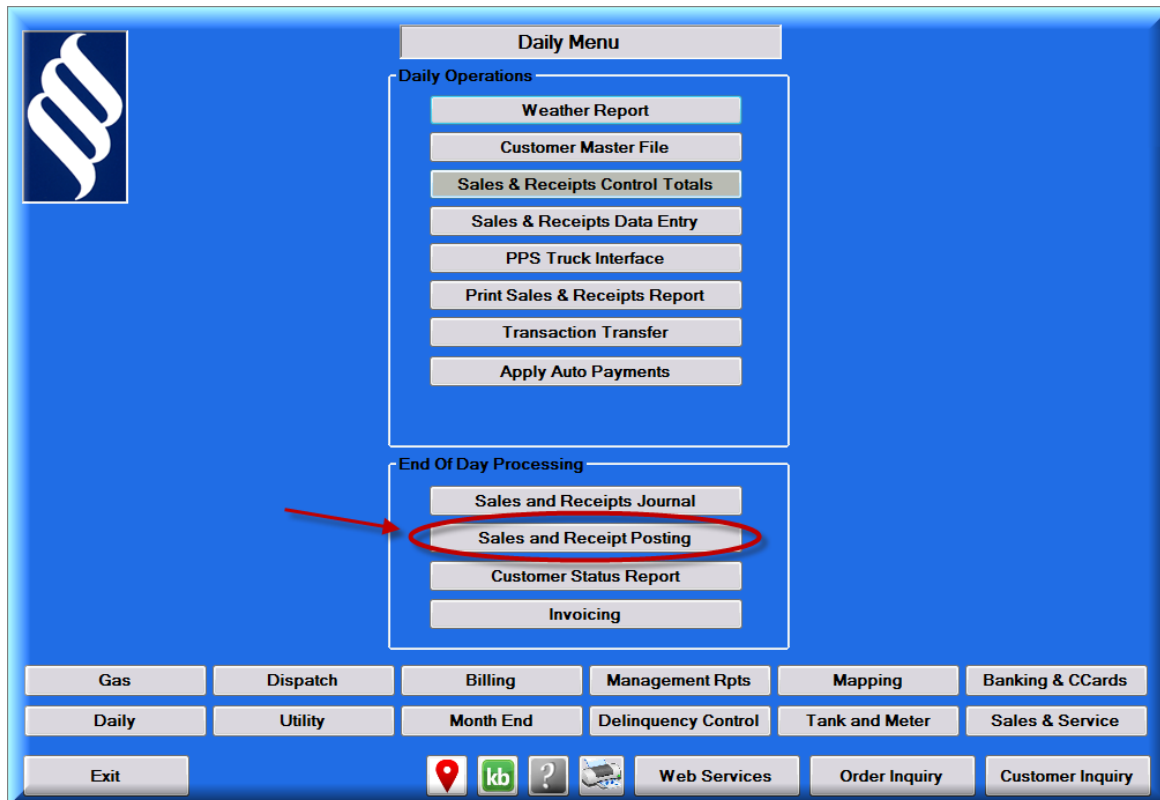 Daily Menu
Daily Operations
Weather Report
Customer Master File
Sales & Receipts Control Totals
Sales & Receipts Data Entry
PPS Truck Interface
Print Sales & Receipts Report
Transaction Transfer
Apply Auto Payments
End Of Day Processing
Sales and Receipts Journal
Sales and Receipt Posting
Customer Status Report
Invoicing
Gas Dispatch Billing Management Rpts Mapping Banking & CCards
Daily Utility Month End Delinquency Control Tank and Meter Sales & Service
Exit kb ? Web Services Order Inquiry Customer Inquiry